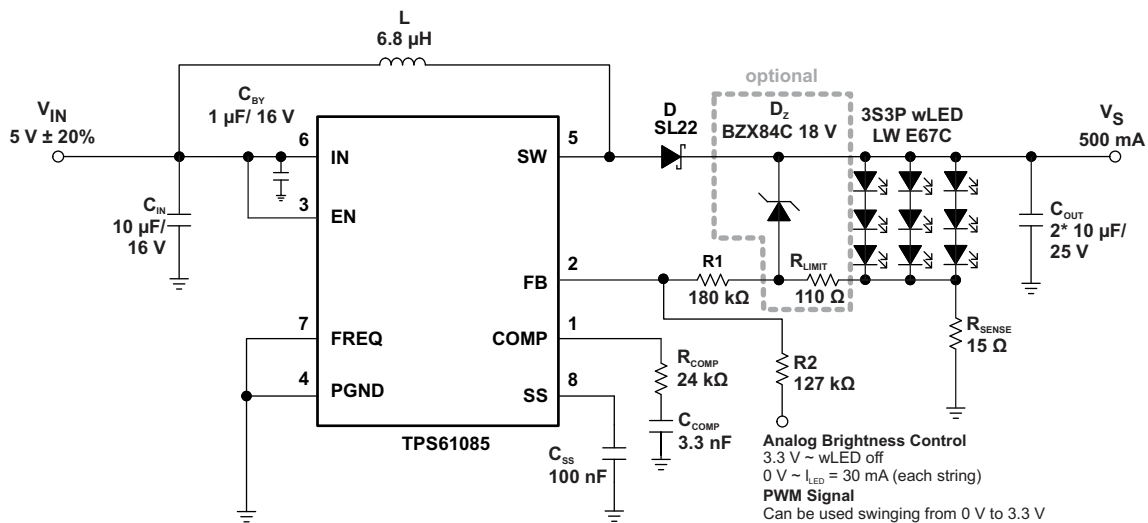 L
6.8 µH
optional
V_IN
5 V ± 20%
C_BY
1 µF/ 16 V
D
SL22
D_Z
BZX84C 18 V
3S3P wLED
LW E67C
V_S
500 mA
6
IN
SW
5
3
EN
C_IN
10 µF/
16 V
C_OUT
2* 10 µF/
25 V
2
FB
R1
180 kΩ
R_LIMIT
110 Ω
7
FREQ
COMP
1
R_COMP
24 kΩ
R2
127 kΩ
R_SENSE
15 Ω
4
PGND
SS
8
C_COMP
3.3 nF
TPS61085
C_SS
100 nF
Analog Brightness Control
3.3 V ~ wLED off
0 V ~ I_LED = 30 mA (each string)
PWM Signal
Can be used swinging from 0 V to 3.3 V